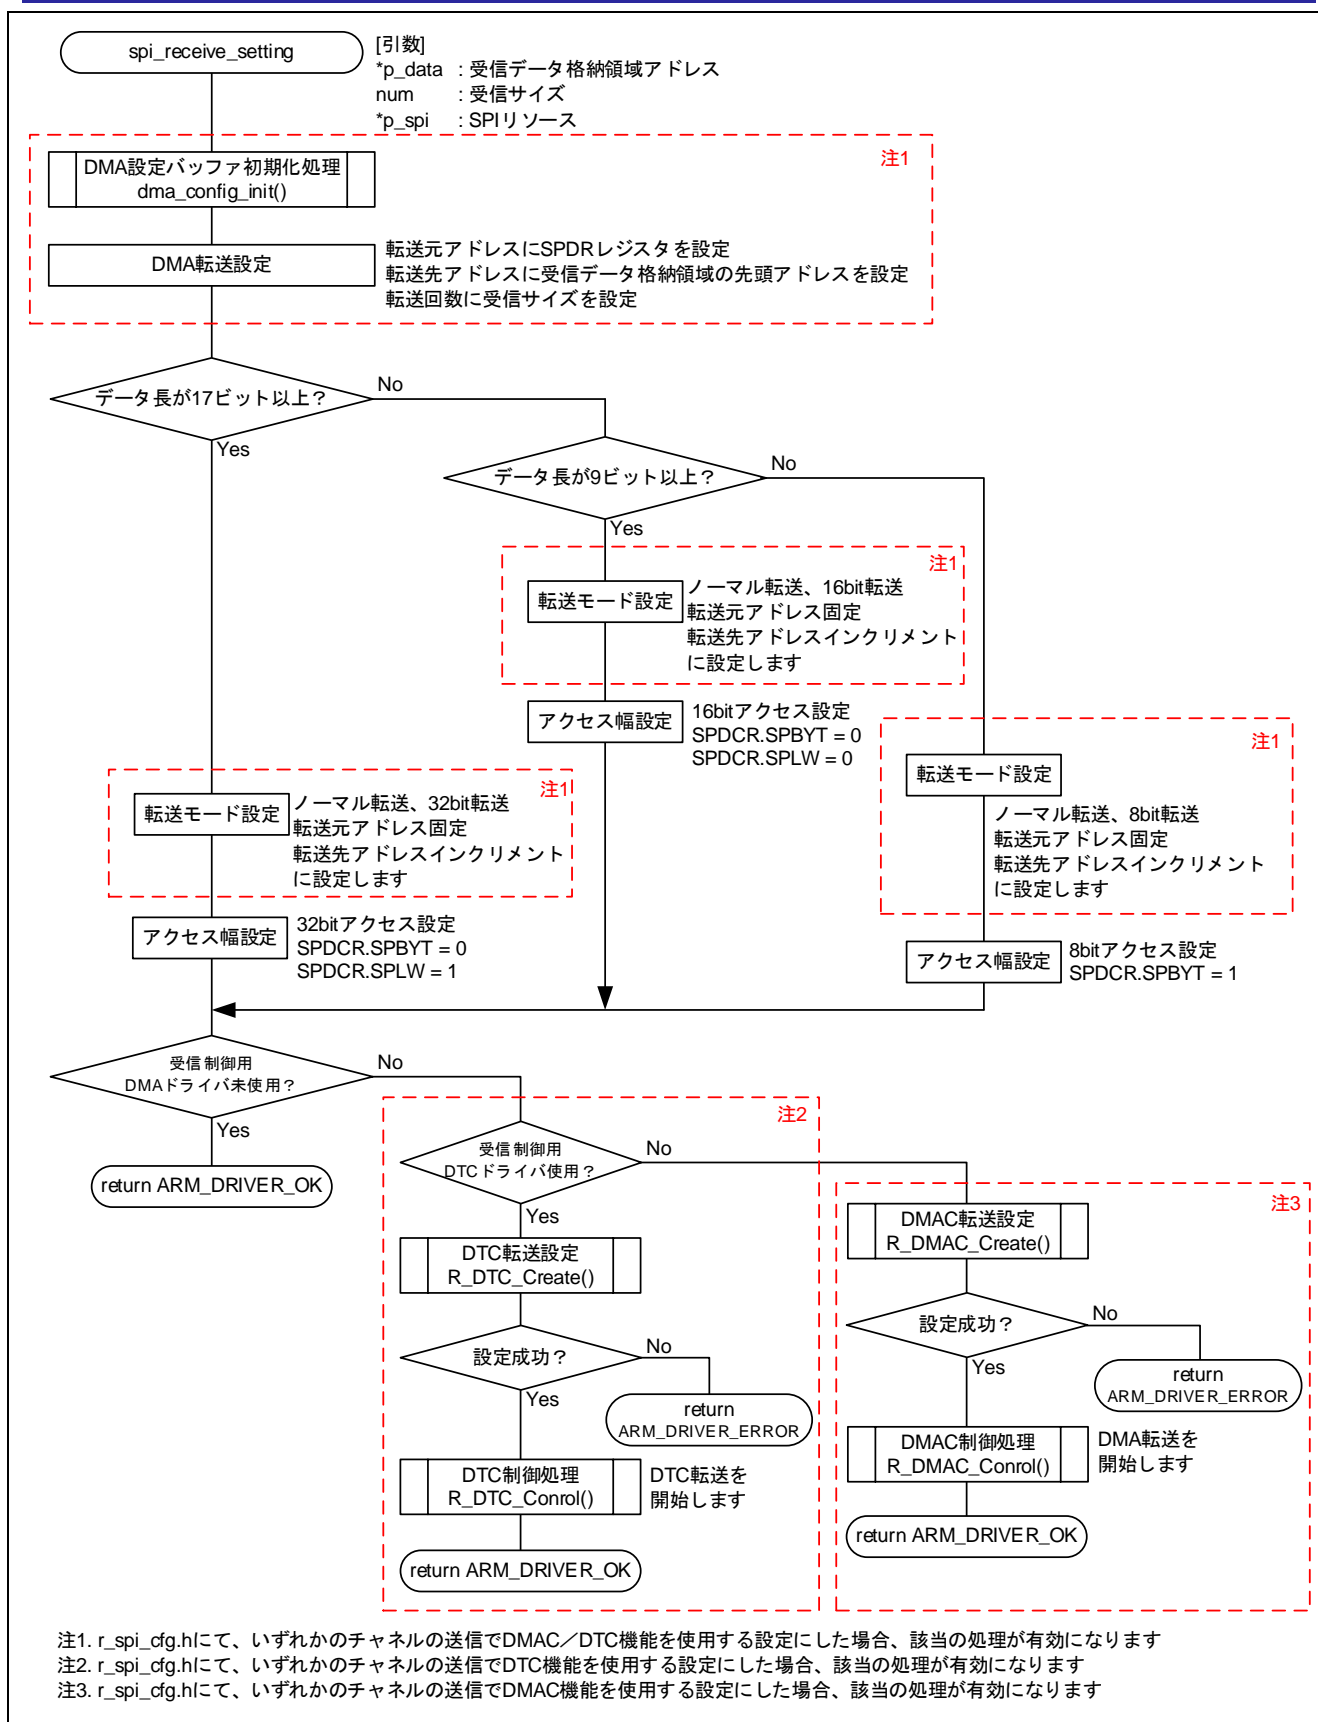 spi_receive_setting
[引数]
*p_data : 受信データ格納領域アドレス
num : 受信サイズ
*p_spi : SPIリソース
注1
DMA設定バッファ初期化処理
dma_config_init()
DMA転送設定
転送元アドレスにSPDRレジスタを設定
転送先アドレスに受信データ格納領域の先頭アドレスを設定
転送回数に受信サイズを設定
データ長が17ビット以上?
No
Yes
データ長が9ビット以上?
No
Yes
注1
転送モード設定
ノーマル転送、16bit転送
転送元アドレス固定
転送先アドレスインクリメント
に設定します
アクセス幅設定
16bitアクセス設定
SPDCR.SPBYT = 0
SPDCR.SPLW = 0
注1
転送モード設定
ノーマル転送、8bit転送
転送元アドレス固定
転送先アドレスインクリメント
に設定します
注1
転送モード設定
ノーマル転送、32bit転送
転送元アドレス固定
転送先アドレスインクリメント
に設定します
アクセス幅設定
32bitアクセス設定
SPDCR.SPBYT = 0
SPDCR.SPLW = 1
アクセス幅設定
8bitアクセス設定
SPDCR.SPBYT = 1
受信制御用
DMAドライバ未使用?
No
Yes
return ARM_DRIVER_OK
注2
受信制御用
DTCドライバ使用?
No
Yes
DTC転送設定
R_DTC_Create()
設定成功?
No
Yes
return
ARM_DRIVER_ERROR
DTC制御処理
R_DTC_Conrol()
DTC転送を
開始します
return ARM_DRIVER_OK
注3
DMAC転送設定
R_DMAC_Create()
設定成功?
No
Yes
return
ARM_DRIVER_ERROR
DMAC制御処理
R_DMAC_Conrol()
DMA転送を
開始します
return ARM_DRIVER_OK
注1. r_spi_cfg.hにて、いずれかのチャネルの送信でDMAC/DTC機能を使用する設定にした場合、該当の処理が有効になります
注2. r_spi_cfg.hにて、いずれかのチャネルの送信でDTC機能を使用する設定にした場合、該当の処理が有効になります
注3. r_spi_cfg.hにて、いずれかのチャネルの送信でDMAC機能を使用する設定にした場合、該当の処理が有効になります